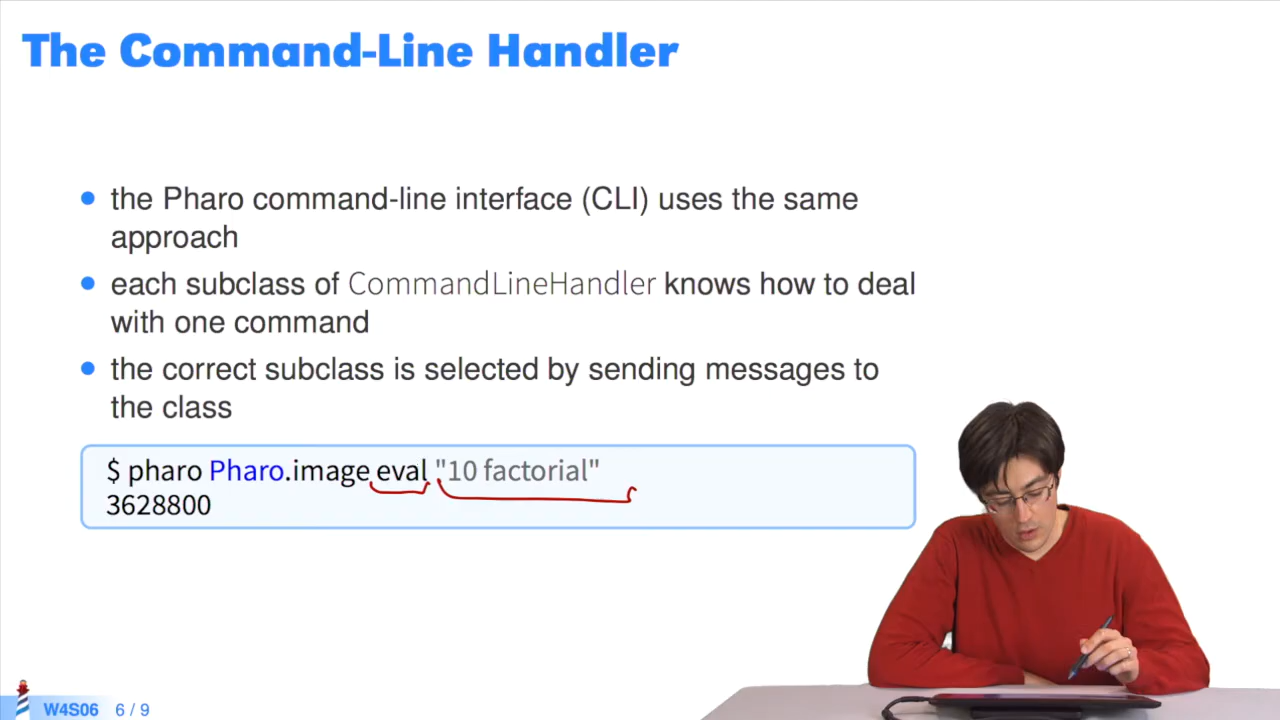 The Command-Line Handler
the Pharo command-line interface (CLI) uses the same
approach
each subclass of CommandLineHandler knows how to deal
with one command
the correct subclass is selected by sending messages to
the class
$ pharo Pharo.image eval "10 factorial"
3628800
W4S06 6 / 9